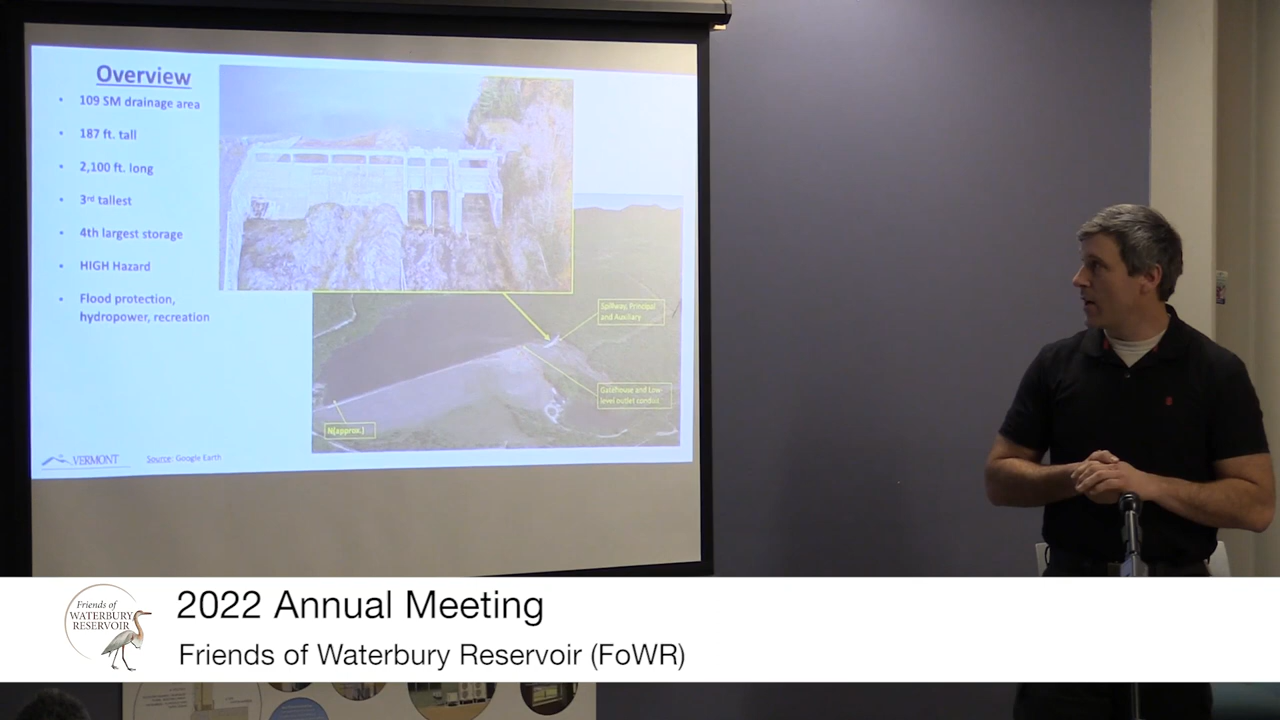 Overview
• 109 SM drainage area
• 187 ft. tall
• 2,100 ft. long
• 3rd tallest
• 4th largest storage
• HIGH Hazard
• Flood protection,
hydropower, recreation
Spillway, Principal
and Auxiliary
Gatehouse and Low-
level outlet conduit
N(approx.)
VERMONT
Source: Google Earth
Friends of
WATERBURY
RESERVOIR
2022 Annual Meeting
Friends of Waterbury Reservoir (FoWR)